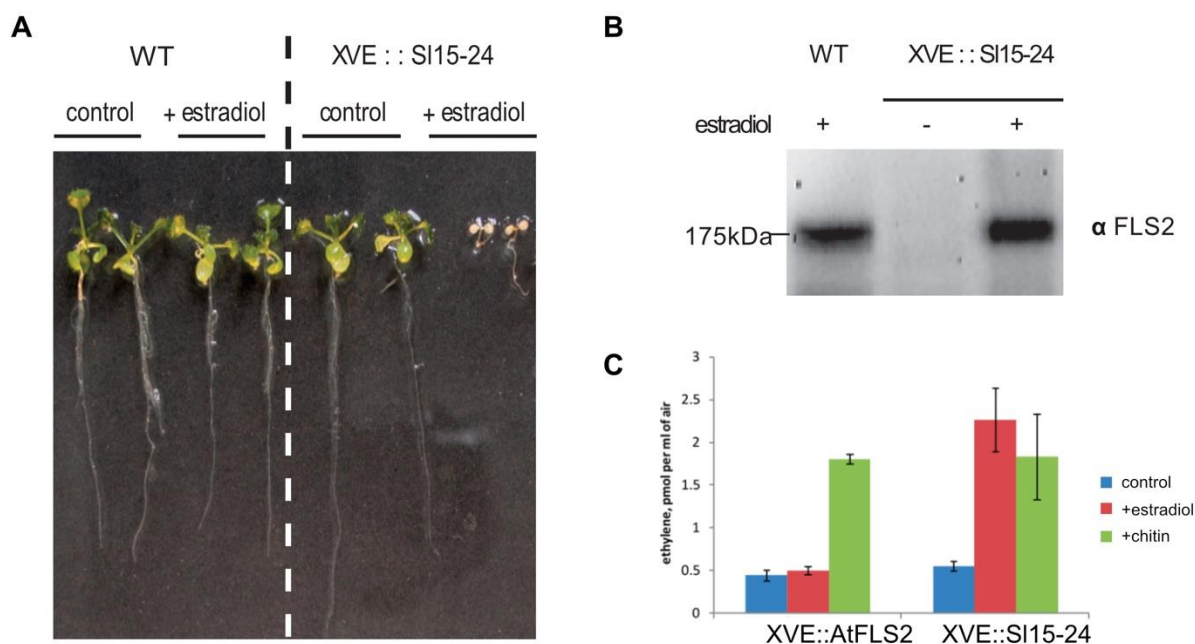 A
WT
XVE : : Sl15-24
control
+ estradiol
control
+ estradiol
B
WT
XVE : : Sl15-24
estradiol
+
-
+
175kDa
α FLS2
C
ethylene, pmol per ml of air
3
2.5
2
1.5
1
0.5
0
XVE::AtFLS2
XVE::Sl15-24
control
+estradiol
+chitin